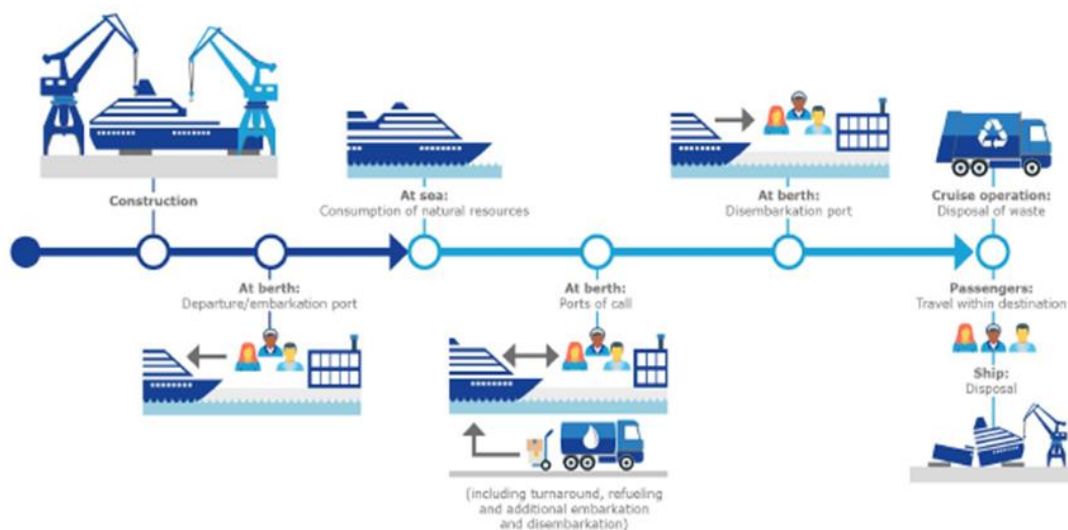 Construction
At sea:
Consumption of natural resources
At berth:
Disembarkation port
Cruise operation:
Disposal of waste
At berth:
Departure/embarkation port
At berth:
Ports of call
(including turnaround, refueling
and additional embarkation
and disembarkation)
Passengers:
Travel within destination
Ship:
Disposal